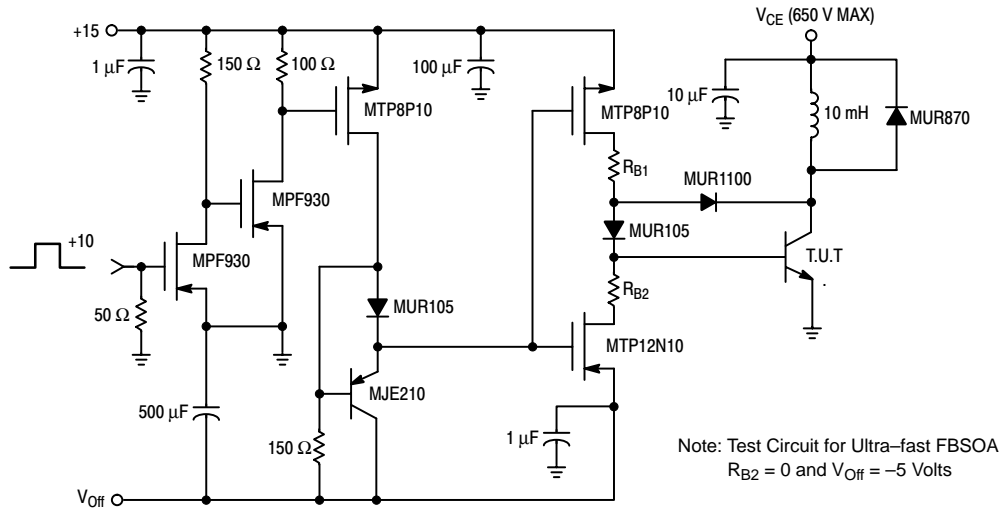 V_CE (650 V MAX)
+15
1 μF
150 Ω
100 Ω
MTP8P10
100 μF
MTP8P10
10 μF
10 mH
MUR870
R_B1
MUR1100
MPF930
MUR105
+10
MPF930
T.U.T
50 Ω
R_B2
MUR105
MTP12N10
MJE210
500 μF
150 Ω
1 μF
Note: Test Circuit for Ultra–fast FBSOA
R_B2 = 0 and V_Off = –5 Volts
V_Off